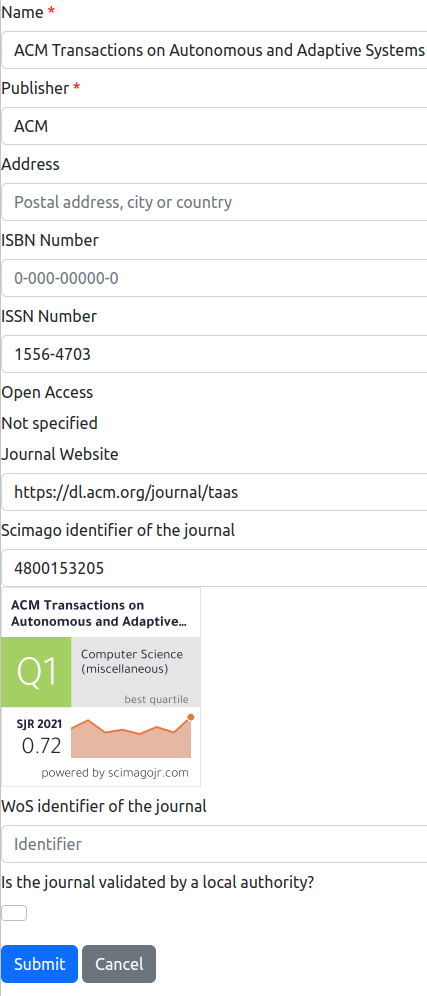 Name *
ACM Transactions on Autonomous and Adaptive Systems
Publisher *
ACM
Address
Postal address, city or country
ISBN Number
0-000-00000-0
ISSN Number
1556-4703
Open Access
Not specified
Journal Website
https://dl.acm.org/journal/taas
Scimago identifier of the journal
4800153205
ACM Transactions on
Autonomous and Adaptive...
Q1
Computer Science
(miscellaneous)
best quartile
SJR 2021
0.72
powered by scimagojr.com
WoS identifier of the journal
Identifier
Is the journal validated by a local authority?
Submit Cancel